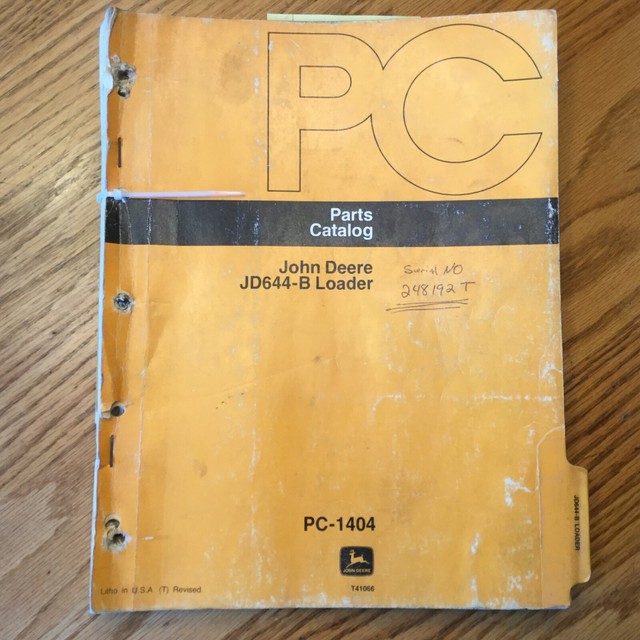 PC
Parts
Catalog
John Deere
JD644-B Loader
Serial NO
248192T
PC-1404
JOHN DEERE
Litho in U.S.A (T) Revised
T41066
JD644-B LOADER